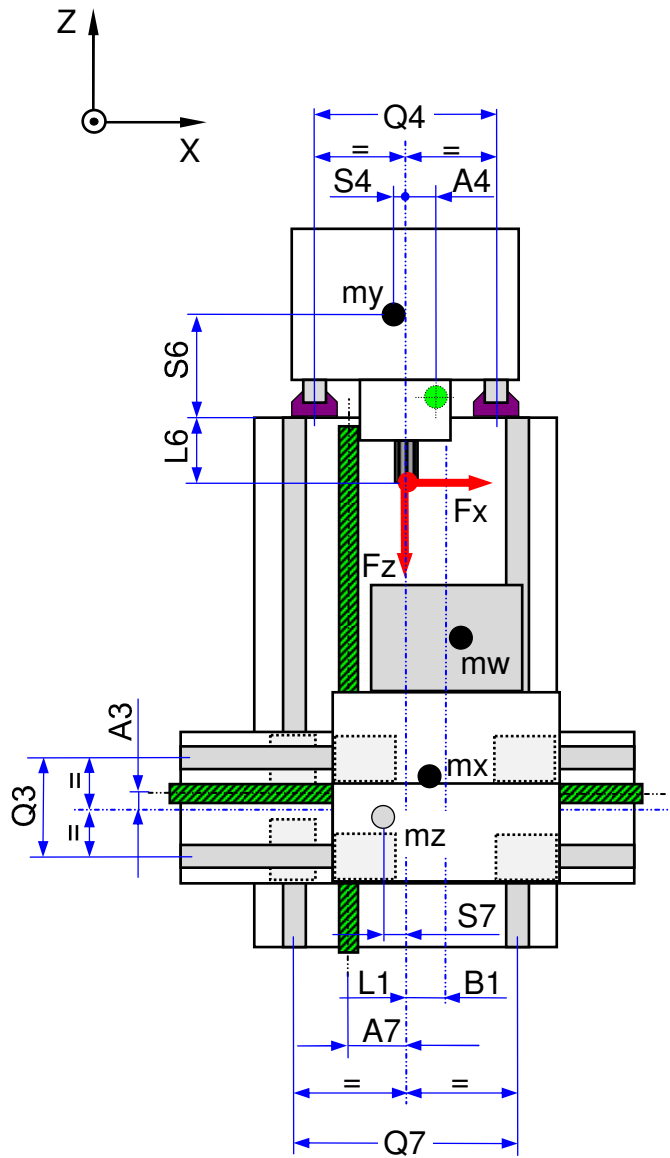 Z
X
Q4
=
=
S4
A4
my
S6
L6
Fx
Fz
mw
A3
Q3
=
=
mx
mz
S7
L1
B1
A7
=
=
Q7